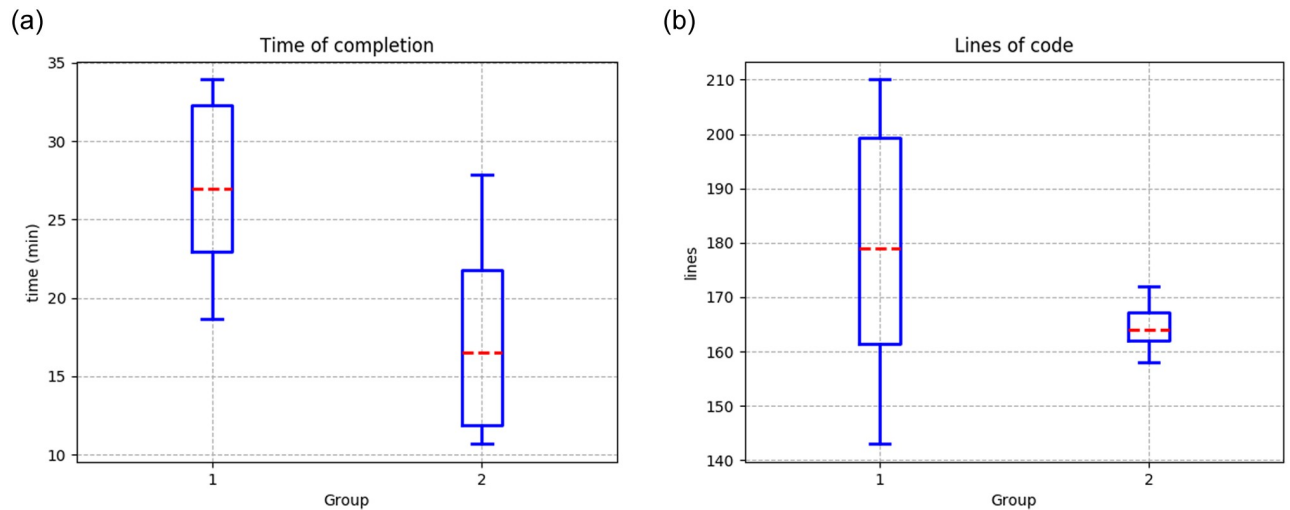 (a)
Time of completion
35
30
25
20
15
10
time (min)
1
2
Group
(b)
Lines of code
210
200
190
180
170
160
150
140
lines
1
2
Group